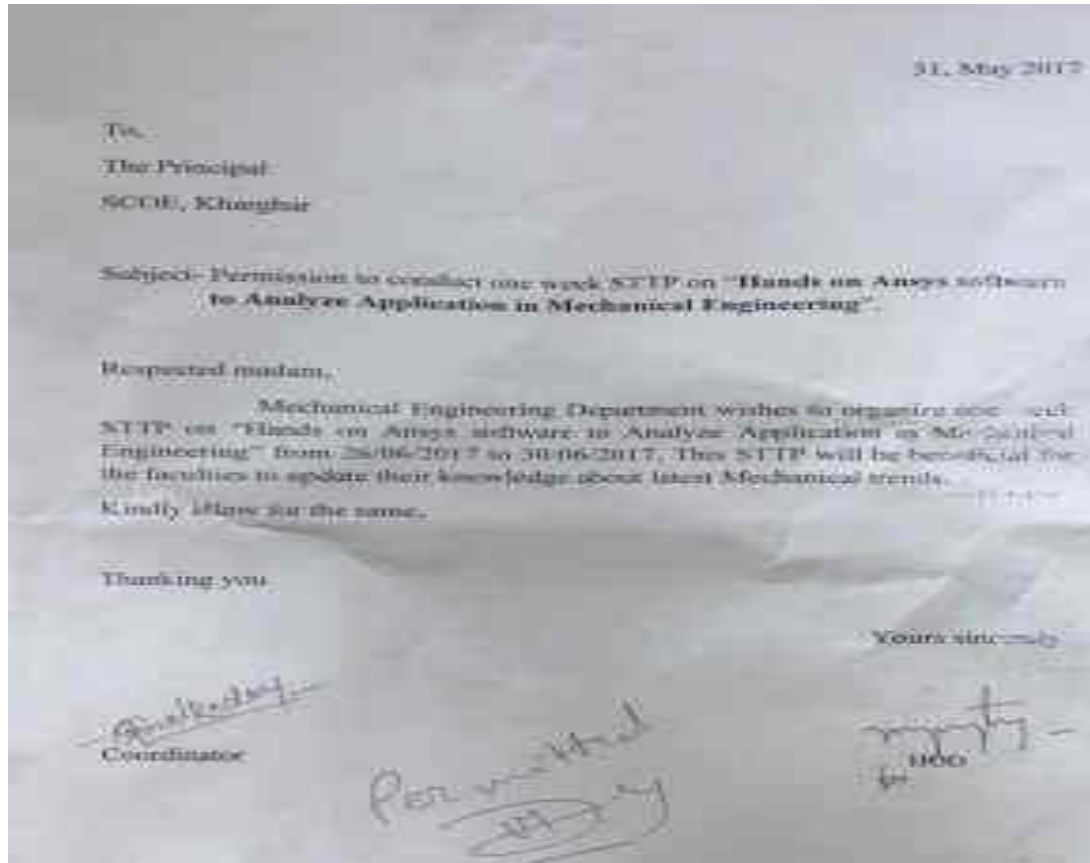 31, May 2017
To,
The Principal
SCOE, Kharghar
Subject- Permission to conduct one week STTP on "Hands on Ansys software
to Analyze Application in Mechanical Engineering".
Respected madam,
Mechanical Engineering Department wishes to organize one
STTP on "Hands on Ansys software to Analyze Application in Mechanical
Engineering" from 26/06/2017 to 30/06/2017. This STTP will be beneficial for
the faculties to update their knowledge about latest Mechanical trends.
Kindly allow for the same.
Thanking you
Yours sincerely
Coordinator
HOD
for
Permitted